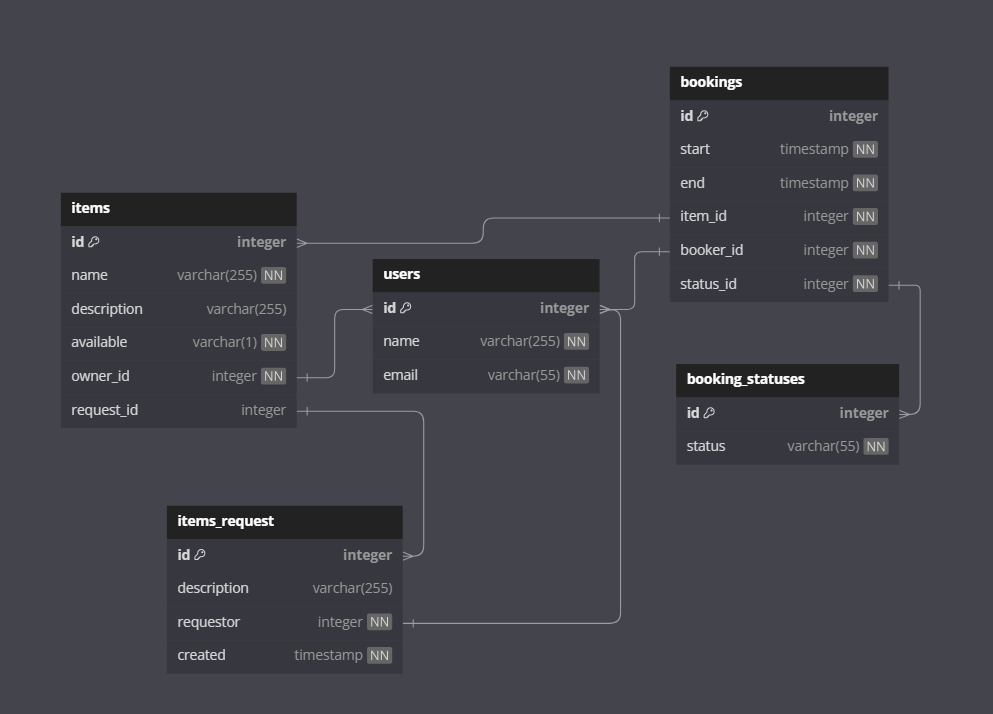 bookings
id integer
start timestamp NN
end timestamp NN
item_id integer NN
booker_id integer NN
status_id integer NN
items
id integer
name varchar(255) NN
description varchar(255)
available varchar(1) NN
owner_id integer NN
request_id integer
users
id integer
name varchar(255) NN
email varchar(55) NN
booking_statuses
id integer
status varchar(55) NN
items_request
id integer
description varchar(255)
requestor integer NN
created timestamp NN